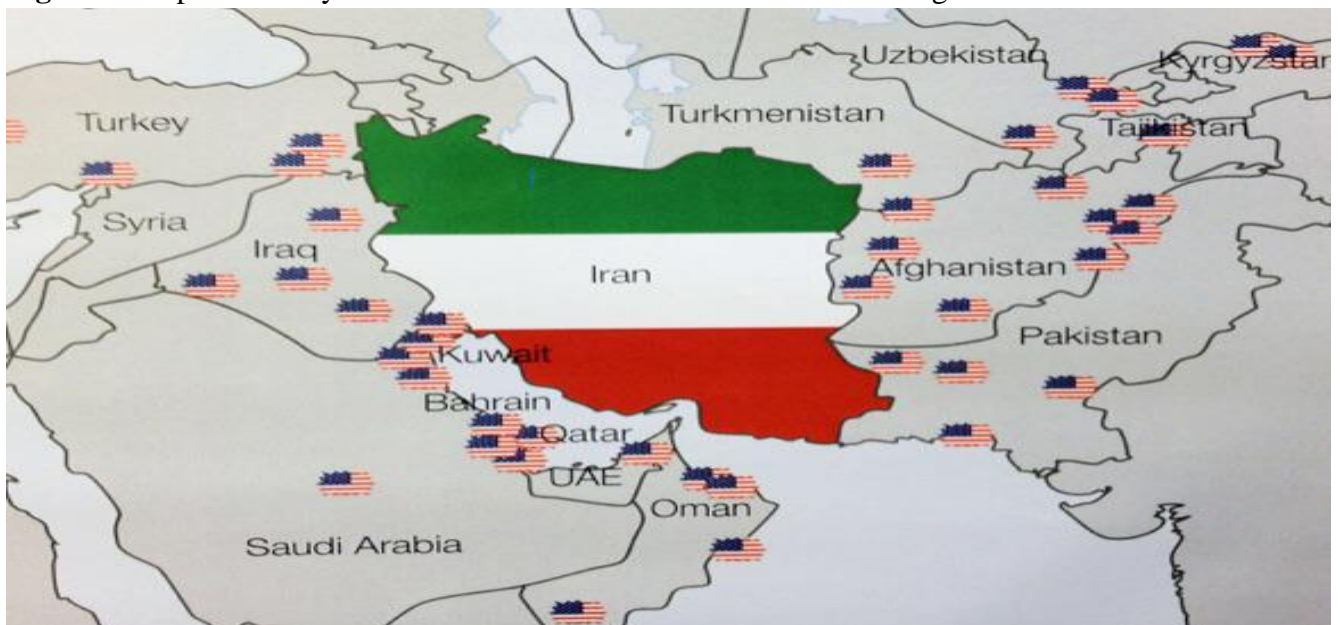 Uzbekistan
Kyrgyzstan
Turkmenistan
Turkey
Tajikistan
Syria
Iraq
Iran
Afghanistan
Pakistan
Kuwait
Bahrain
Qatar
UAE
Oman
Saudi Arabia